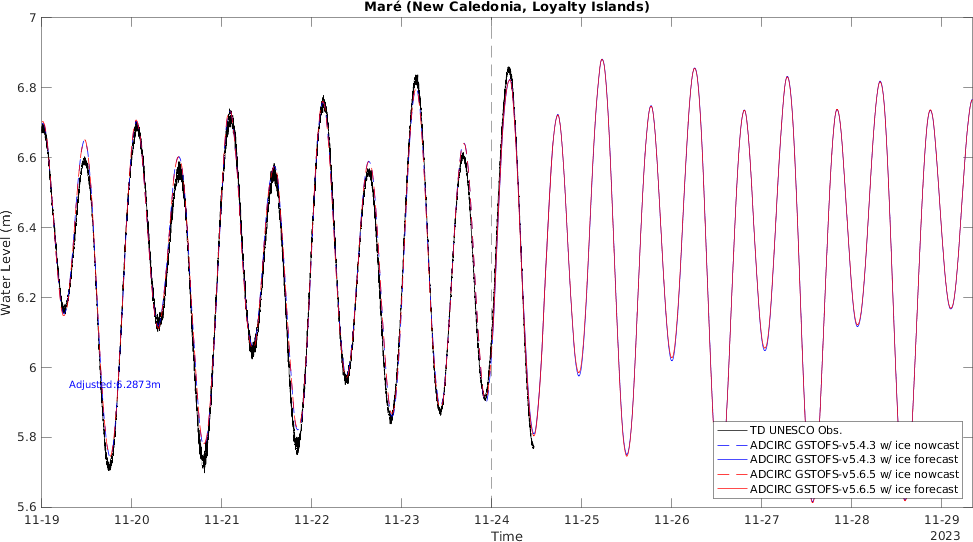 Maré (New Caledonia, Loyalty Islands)
7
6.8
6.6
6.4
6.2
6
5.8
5.6
Water Level (m)
Adjusted:6.2873m
TD UNESCO Obs.
ADCIRC GSTOFS-v5.4.3 w/ ice nowcast
ADCIRC GSTOFS-v5.4.3 w/ ice forecast
ADCIRC GSTOFS-v5.6.5 w/ ice nowcast
ADCIRC GSTOFS-v5.6.5 w/ ice forecast
11-19 11-20 11-21 11-22 11-23 11-24 11-25 11-26 11-27 11-28 11-29
Time
2023